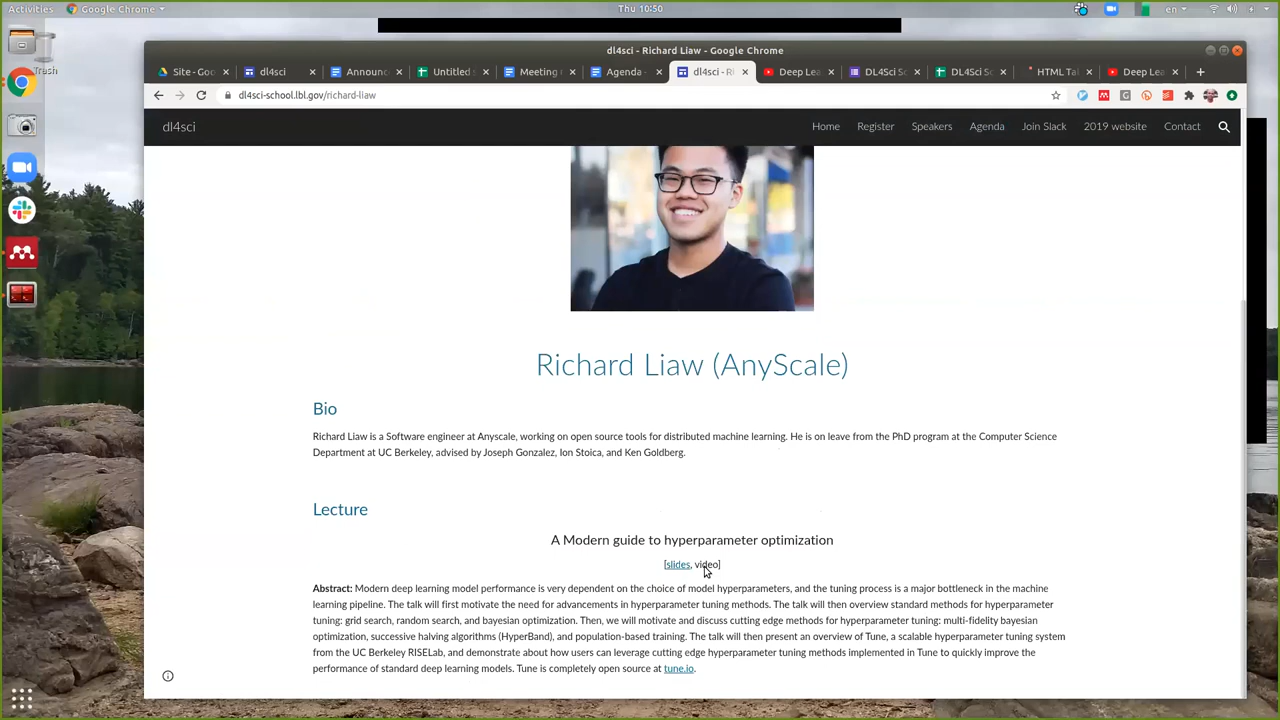 Activities
Google Chrome
Thu 10:50
en
Trash
dl4sci - Richard Liaw - Google Chrome
Site - Goo
dl4sci
Announc
Untitled s
Meeting
Agenda -
dl4sci - Ri
Deep Lea
DL4Sci Sc
DL4Sci Sc
HTML Tal
Deep Lea
dl4sci-school.lbl.gov/richard-liaw
dl4sci
Home
Register
Speakers
Agenda
Join Slack
2019 website
Contact
Richard Liaw (AnyScale)
Bio
Richard Liaw is a Software engineer at Anyscale, working on open source tools for distributed machine learning. He is on leave from the PhD program at the Computer Science
Department at UC Berkeley, advised by Joseph Gonzalez, Ion Stoica, and Ken Goldberg.
Lecture
A Modern guide to hyperparameter optimization
[slides, video]
Abstract: Modern deep learning model performance is very dependent on the choice of model hyperparameters, and the tuning process is a major bottleneck in the machine
learning pipeline. The talk will first motivate the need for advancements in hyperparameter tuning methods. The talk will then overview standard methods for hyperparameter
tuning: grid search, random search, and bayesian optimization. Then, we will motivate and discuss cutting edge methods for hyperparameter tuning: multi-fidelity bayesian
optimization, successive halving algorithms (HyperBand), and population-based training. The talk will then present an overview of Tune, a scalable hyperparameter tuning system
from the UC Berkeley RISELab, and demonstrate about how users can leverage cutting edge hyperparameter tuning methods implemented in Tune to quickly improve the
performance of standard deep learning models. Tune is completely open source at tune.io.